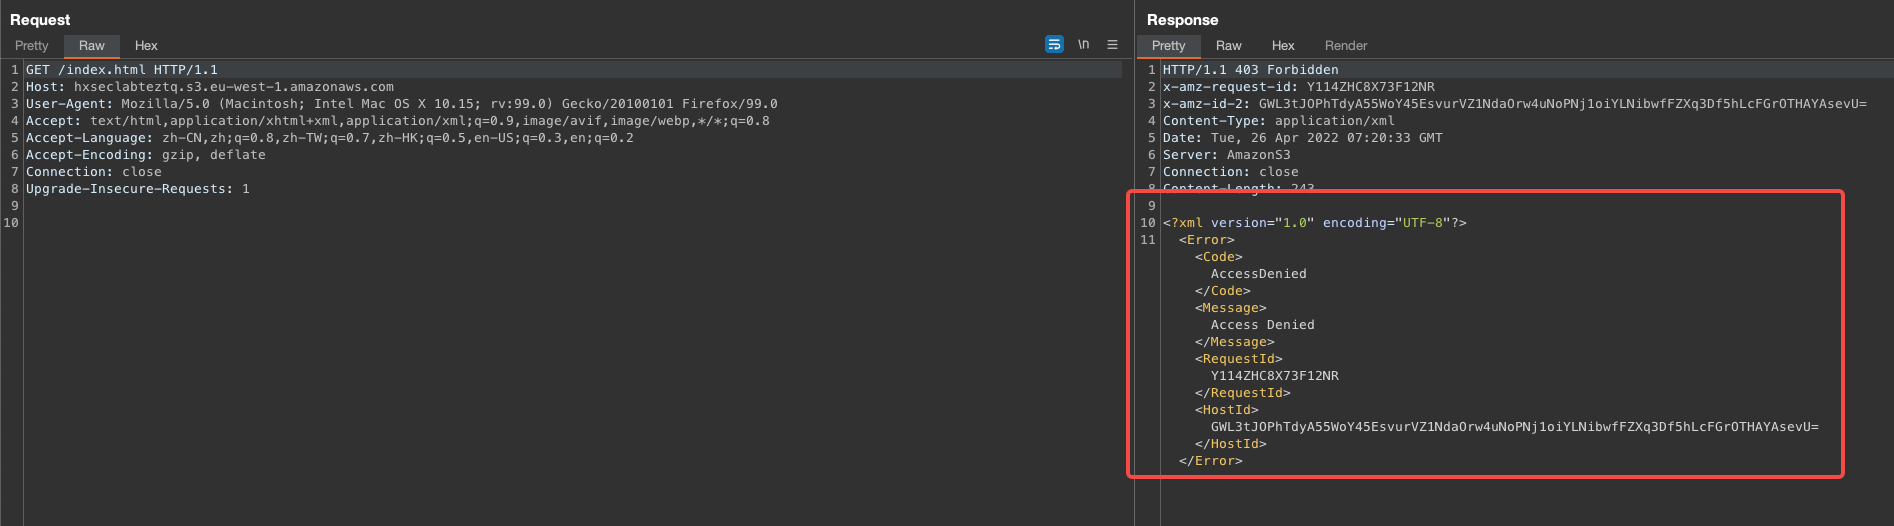 Request
Pretty Raw Hex
\n
1 GET /index.html HTTP/1.1
2 Host: hxseclabteztq.s3.eu-west-1.amazonaws.com
3 User-Agent: Mozilla/5.0 (Macintosh; Intel Mac OS X 10.15; rv:99.0) Gecko/20100101 Firefox/99.0
4 Accept: text/html,application/xhtml+xml,application/xml;q=0.9,image/avif,image/webp,*/*;q=0.8
5 Accept-Language: zh-CN,zh;q=0.8,zh-TW;q=0.7,zh-HK;q=0.5,en-US;q=0.3,en;q=0.2
6 Accept-Encoding: gzip, deflate
7 Connection: close
8 Upgrade-Insecure-Requests: 1
9
10
Response
Pretty Raw Hex Render
1 HTTP/1.1 403 Forbidden
2 x-amz-request-id: Y114ZHC8X73F12NR
3 x-amz-id-2: GWL3tJOPhTdyA55WoY45EsvurVZ1NdaOrw4uNoPNj1oiYLNibwfFZXq3Df5hLcFGrOTHAYAsevU=
4 Content-Type: application/xml
5 Date: Tue, 26 Apr 2022 07:20:33 GMT
6 Server: AmazonS3
7 Connection: close
8 Content-Length: 243
9
10 <?xml version="1.0" encoding="UTF-8"?>
11 <Error>
<Code>
AccessDenied
</Code>
<Message>
Access Denied
</Message>
<RequestId>
Y114ZHC8X73F12NR
</RequestId>
<HostId>
GWL3tJOPhTdyA55WoY45EsvurVZ1NdaOrw4uNoPNj1oiYLNibwfFZXq3Df5hLcFGrOTHAYAsevU=
</HostId>
</Error>